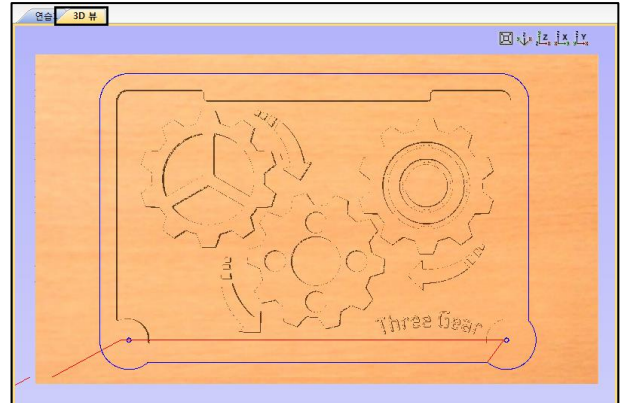 연습 3D 뷰
Z X Y
Three Gear